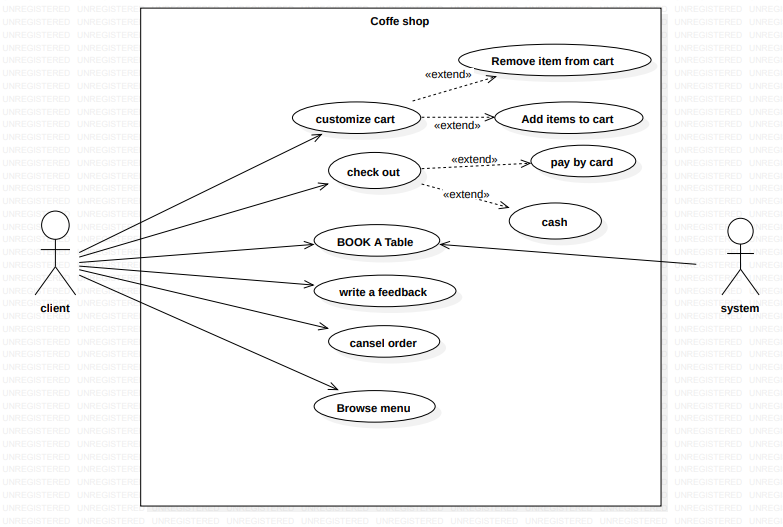 Coffe shop
Remove item from cart
«extend»
customize cart
Add items to cart
«extend»
check out
«extend»
pay by card
«extend»
cash
BOOK A Table
write a feedback
client
system
cansel order
Browse menu
UNREGISTERED